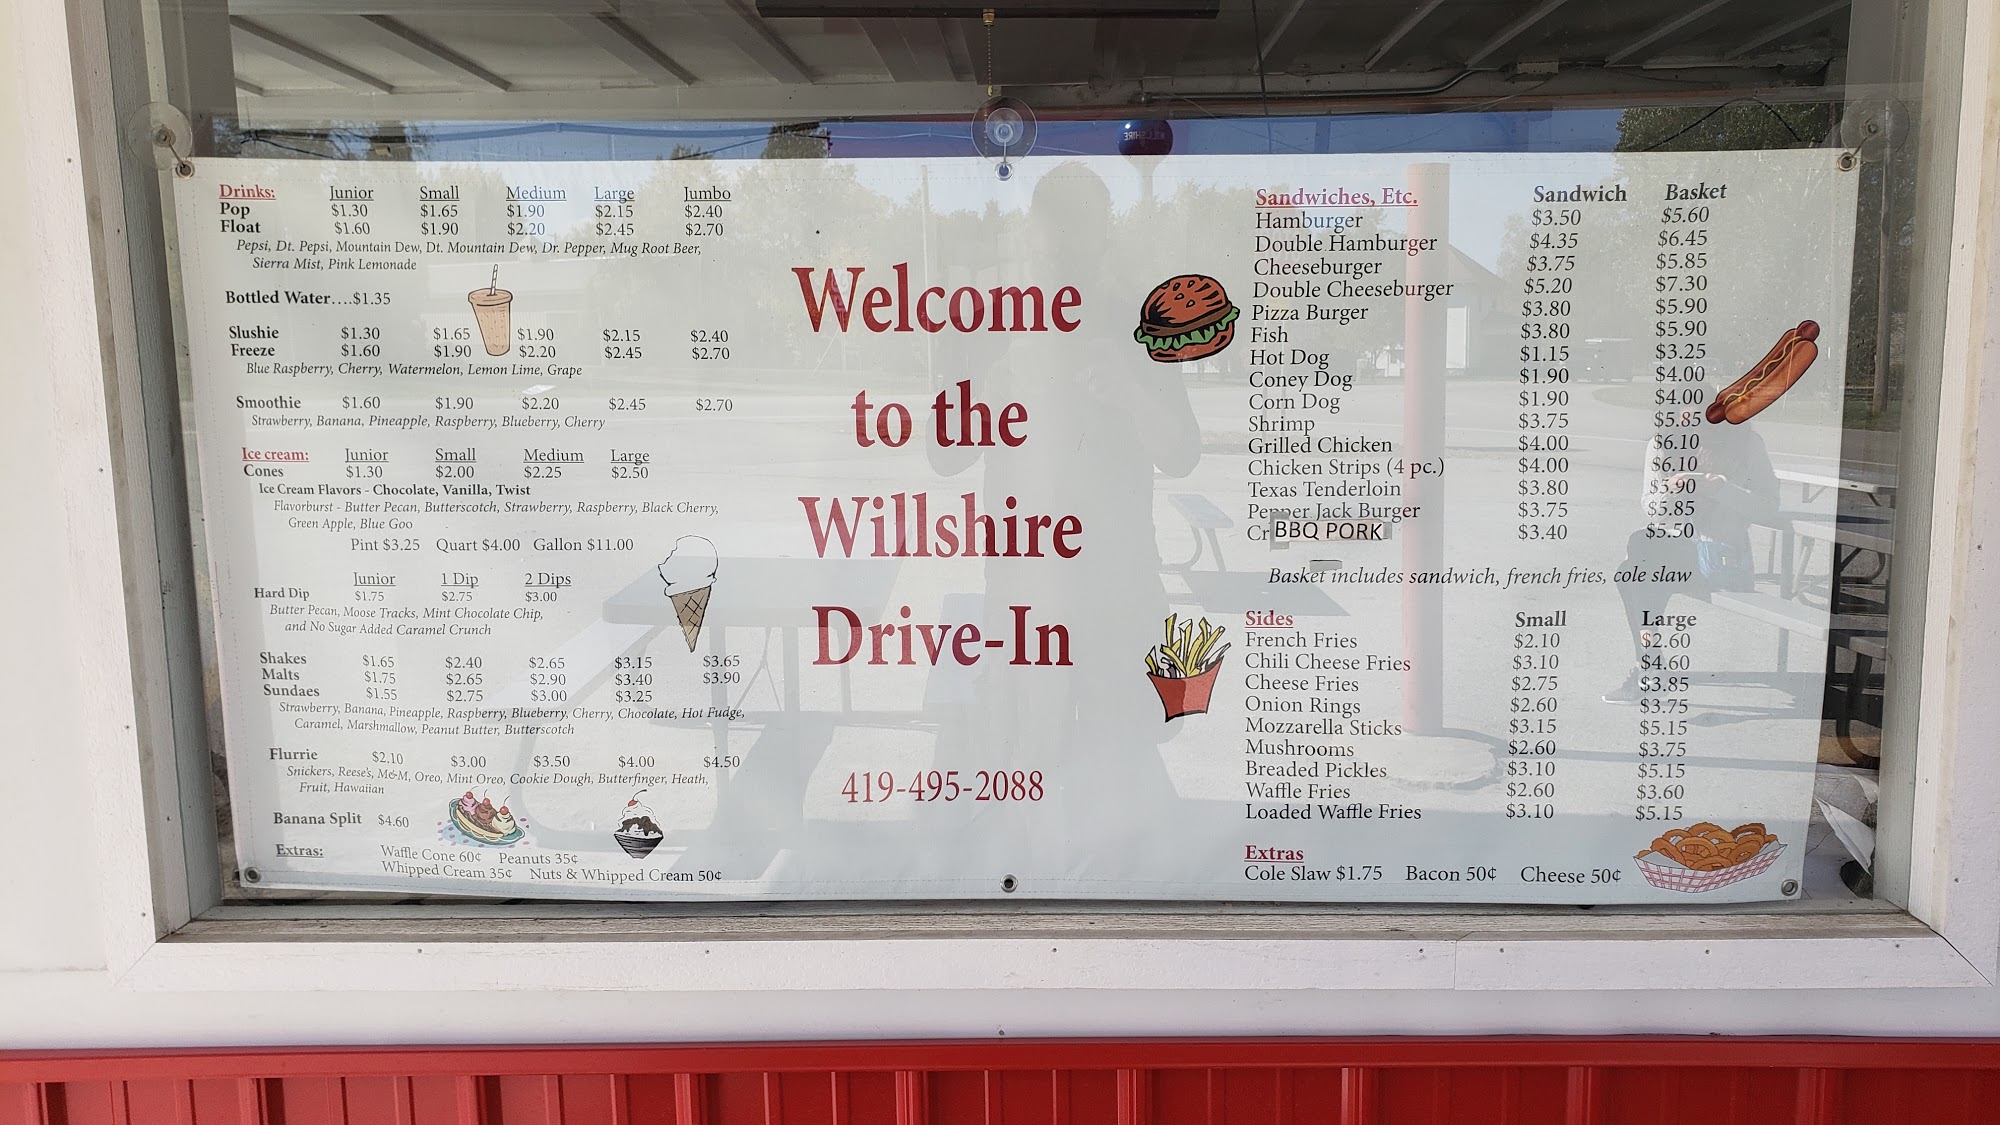 Drinks: Junior Small Medium Large Jumbo
Pop $1.30 $1.65 $1.90 $2.15 $2.40
Float $1.60 $1.90 $2.20 $2.45 $2.70
Pepsi, Dt. Pepsi, Mountain Dew, Dt. Mountain Dew, Dr. Pepper, Mug Root Beer,
Sierra Mist, Pink Lemonade
Bottled Water....$1.35
Slushie $1.30 $1.65 $1.90 $2.15 $2.40
Freeze $1.60 $1.90 $2.20 $2.45 $2.70
Blue Raspberry, Cherry, Watermelon, Lemon Lime, Grape
Smoothie $1.60 $1.90 $2.20 $2.45 $2.70
Strawberry, Banana, Pineapple, Raspberry, Blueberry, Cherry
Ice cream: Junior Small Medium Large
Cones $1.30 $2.00 $2.25 $2.50
Ice Cream Flavors - Chocolate, Vanilla, Twist
Flavorburst - Butter Pecan, Butterscotch, Strawberry, Raspberry, Black Cherry,
Green Apple, Blue Goo
Pint $3.25 Quart $4.00 Gallon $11.00
Junior 1 Dip 2 Dips
Hard Dip $1.75 $2.75 $3.00
Butter Pecan, Moose Tracks, Mint Chocolate Chip,
and No Sugar Added Caramel Crunch
Shakes $1.65 $2.40 $2.65 $3.15 $3.65
Malts $1.75 $2.65 $2.90 $3.40 $3.90
Sundaes $1.55 $2.75 $3.00 $3.25
Strawberry, Banana, Pineapple, Raspberry, Blueberry, Cherry, Chocolate, Hot Fudge,
Caramel, Marshmallow, Peanut Butter, Butterscotch
Flurrie $2.10 $3.00 $3.50 $4.00 $4.50
Snickers, Reese's, M&M, Oreo, Mint Oreo, Cookie Dough, Butterfinger, Heath,
Fruit, Hawaiian
Banana Split $4.60
Extras: Waffle Cone 60¢ Peanuts 35¢
Whipped Cream 35¢ Nuts & Whipped Cream 50¢
Welcome
to the
Willshire
Drive-In
419-495-2088
Sandwiches, Etc. Sandwich Basket
Hamburger $3.50 $5.60
Double Hamburger $4.35 $6.45
Cheeseburger $3.75 $5.85
Double Cheeseburger $5.20 $7.30
Pizza Burger $3.80 $5.90
Fish $3.80 $5.90
Hot Dog $1.15 $3.25
Coney Dog $1.90 $4.00
Corn Dog $1.90 $4.00
Shrimp $3.75 $5.85
Grilled Chicken $4.00 $6.10
Chicken Strips (4 pc.) $4.00 $6.10
Texas Tenderloin $3.80 $5.90
Pepper Jack Burger $3.75 $5.85
Cr BBQ PORK $3.40 $5.50
Basket includes sandwich, french fries, cole slaw
Sides Small Large
French Fries $2.10 $2.60
Chili Cheese Fries $3.10 $4.60
Cheese Fries $2.75 $3.85
Onion Rings $2.60 $3.75
Mozzarella Sticks $3.15 $5.15
Mushrooms $2.60 $3.75
Breaded Pickles $3.10 $5.15
Waffle Fries $2.60 $3.60
Loaded Waffle Fries $3.10 $5.15
Extras
Cole Slaw $1.75 Bacon 50¢ Cheese 50¢